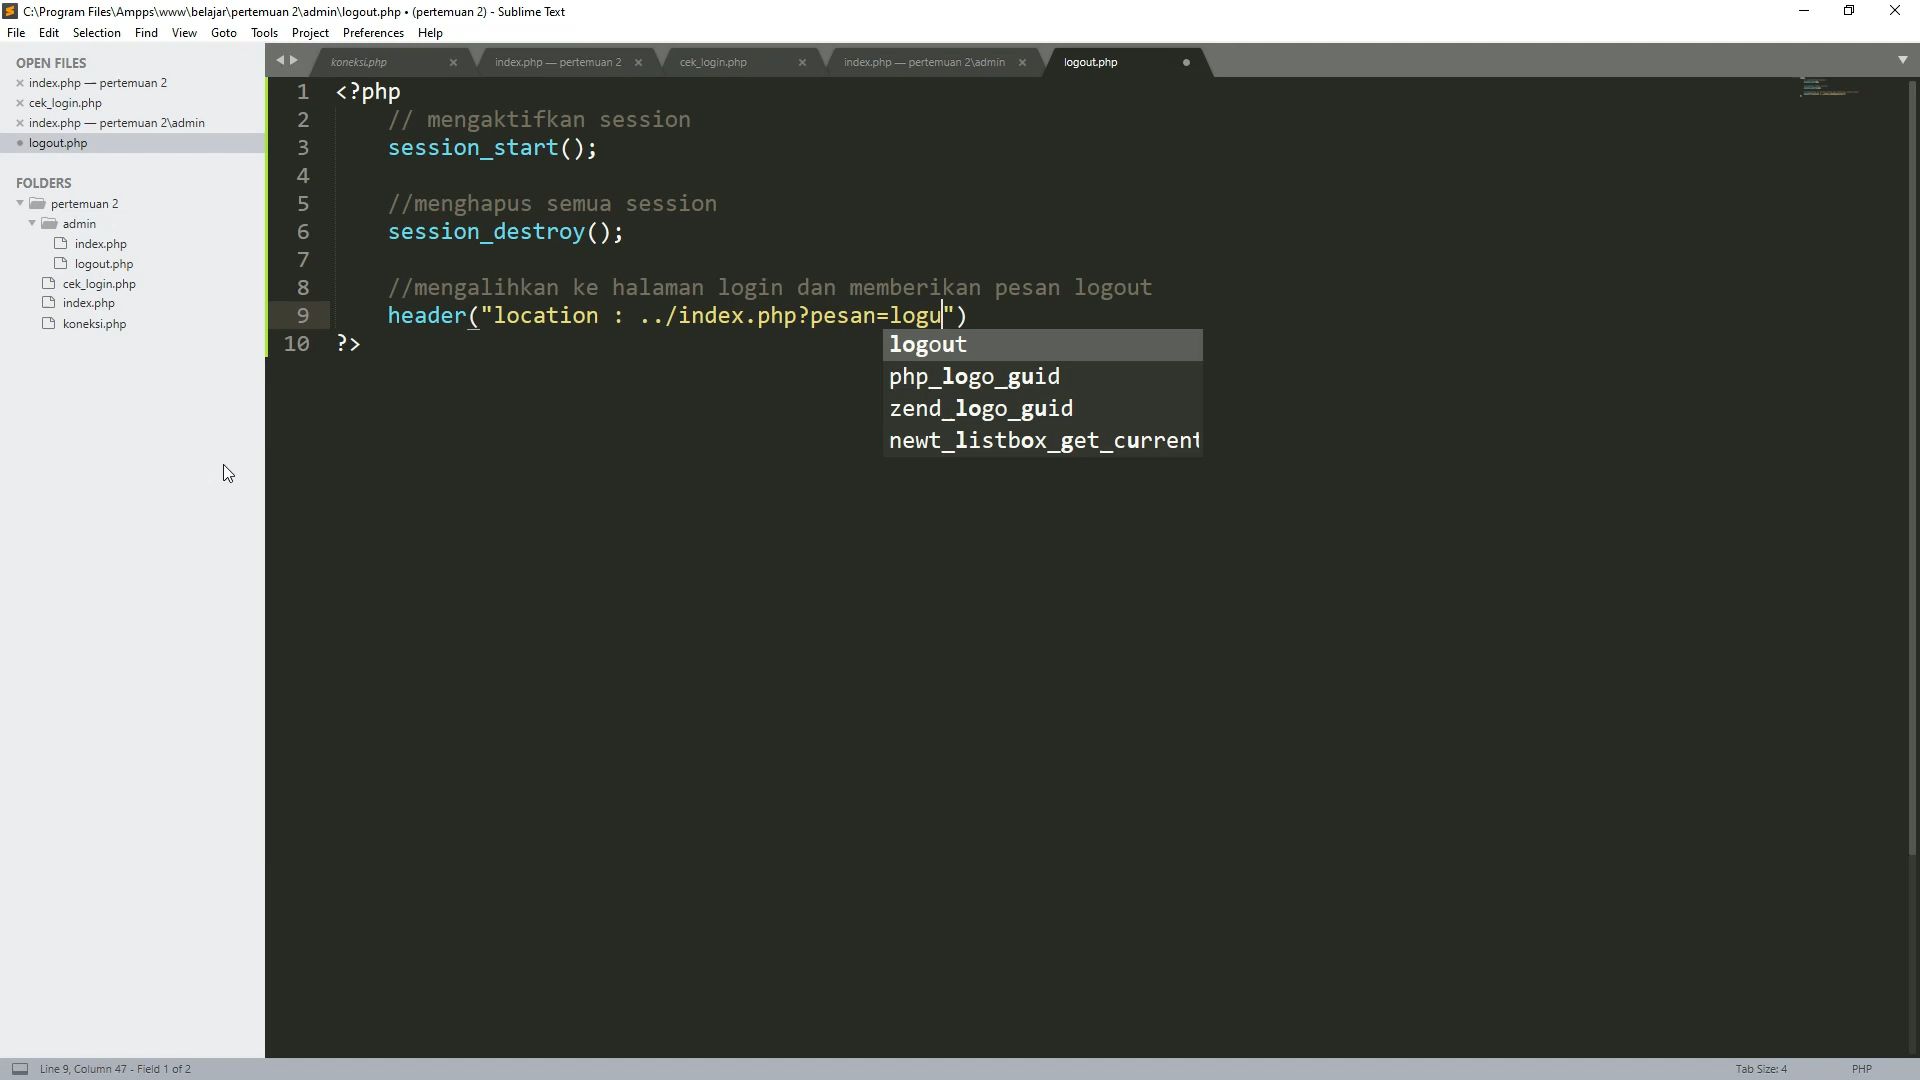 C:\Program Files\Ampps\www\belajar\pertemuan 2\admin\logout.php • (pertemuan 2) - Sublime Text
File Edit Selection Find View Goto Tools Project Preferences Help
OPEN FILES
index.php — pertemuan 2
cek_login.php
index.php — pertemuan 2\admin
logout.php
FOLDERS
pertemuan 2
admin
index.php
logout.php
cek_login.php
index.php
koneksi.php
koneksi.php index.php — pertemuan 2 cek_login.php index.php — pertemuan 2\admin logout.php
1 <?php
2 // mengaktifkan session
3 session_start();
4
5 //menghapus semua session
6 session_destroy();
7
8 //mengalihkan ke halaman login dan memberikan pesan logout
9 header("location : ../index.php?pesan=logu")
10 ?>
logout
php_logo_guid
zend_logo_guid
newt_listbox_get_current
Line 9, Column 47 - Field 1 of 2 Tab Size: 4 PHP